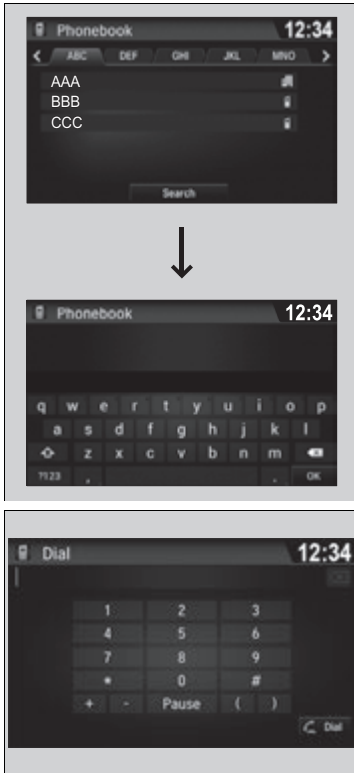 Phonebook 12:34
< ABC DEF GHI JKL MNO >
AAA
BBB
CCC
Search
Phonebook 12:34
q w e r t y u i o p
a s d f g h j k l
z x c v b n m
?123 , . OK
Dial 12:34
1 2 3
4 5 6
7 8 9
* 0 #
+ - Pause ( )
Dial